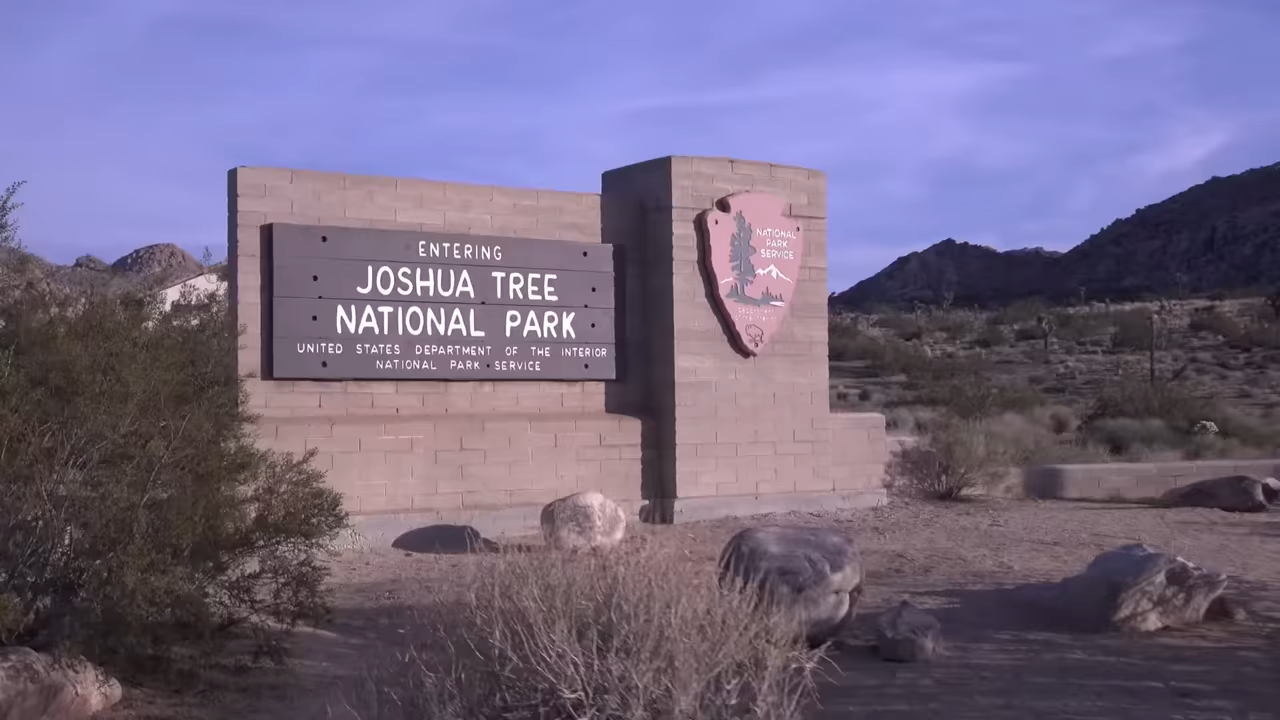 ENTERING
JOSHUA TREE
NATIONAL PARK
UNITED STATES DEPARTMENT OF THE INTERIOR
NATIONAL PARK SERVICE
NATIONAL
PARK
SERVICE